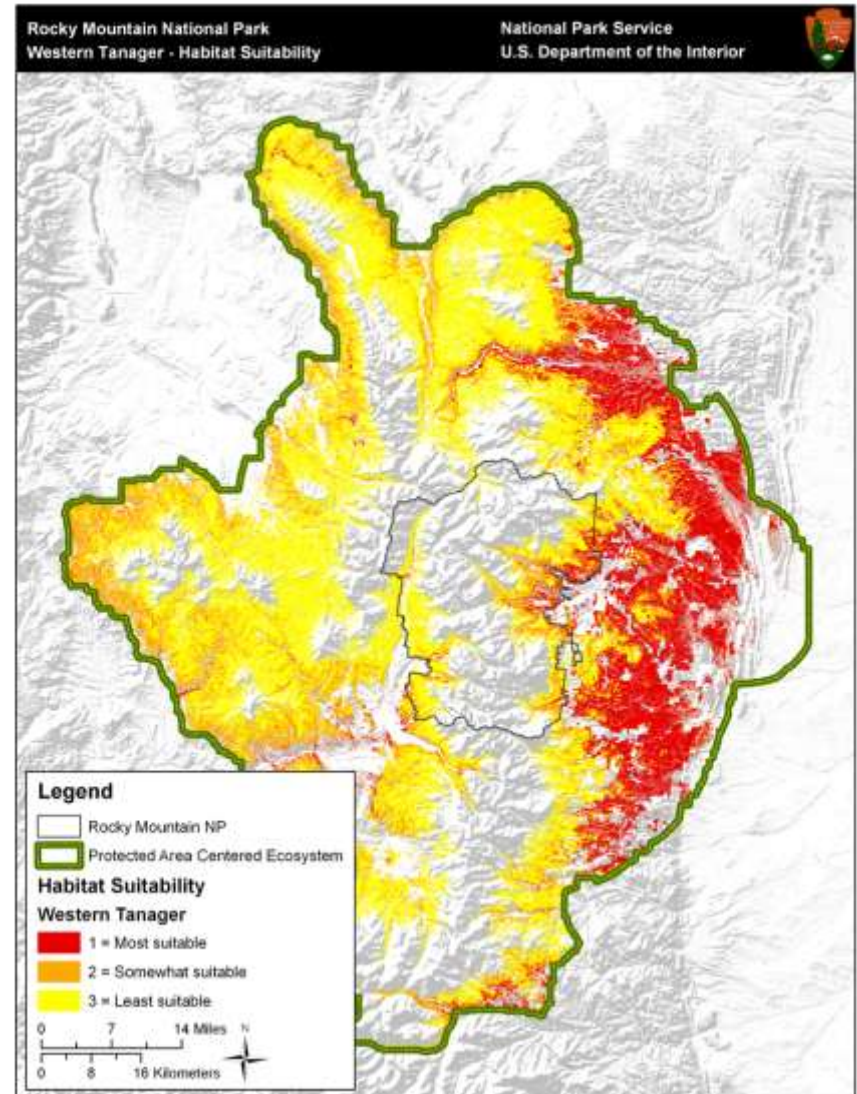 Rocky Mountain National Park
Western Tanager - Habitat Suitability
National Park Service
U.S. Department of the Interior
Legend
Rocky Mountain NP
Protected Area Centered Ecosystem
Habitat Suitability
Western Tanager
1 = Most suitable
2 = Somewhat suitable
3 = Least suitable
0 7 14 Miles N
0 8 16 Kilometers